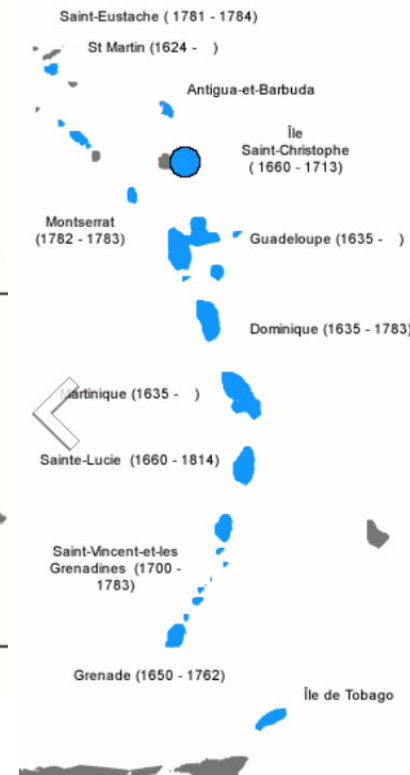 Saint-Eustache ( 1781 - 1784)
St Martin (1624 -    )
Antigua-et-Barbuda
Île
Saint-Christophe
( 1660 - 1713)
Montserrat
(1782 - 1783)
Guadeloupe (1635 -    )
Dominique (1635 - 1783)
Martinique (1635 -    )
Sainte-Lucie  (1660 - 1814)
Saint-Vincent-et-les
Grenadines  (1700 -
1783)
Grenade (1650 - 1762)
Île de Tobago